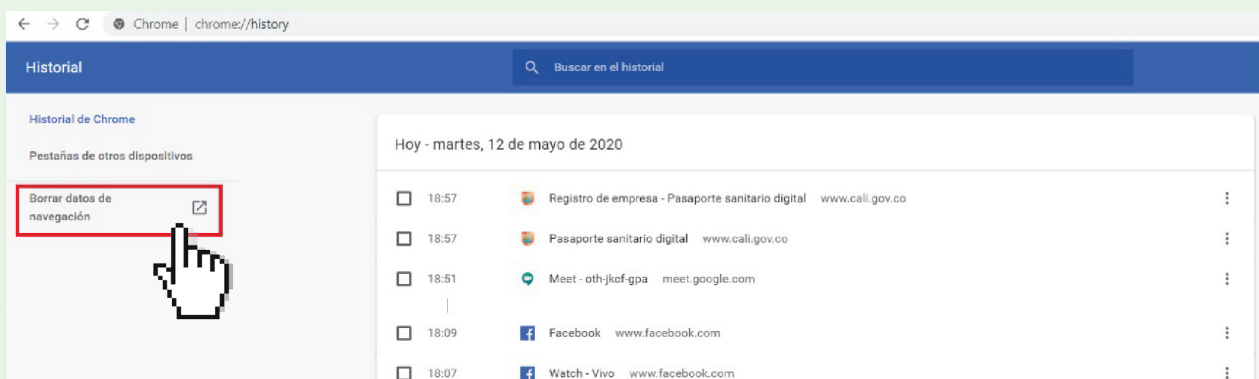 Chrome | chrome://history
Historial
Buscar en el historial
Historial de Chrome
Pestañas de otros dispositivos
Borrar datos de
navegación
Hoy - martes, 12 de mayo de 2020
18:57 Registro de empresa - Pasaporte sanitario digital www.cali.gov.co
18:57 Pasaporte sanitario digital www.cali.gov.co
18:51 Meet - oth-jkcf-gpa meet.google.com
18:09 Facebook www.facebook.com
18:07 Watch - Vivo www.facebook.com